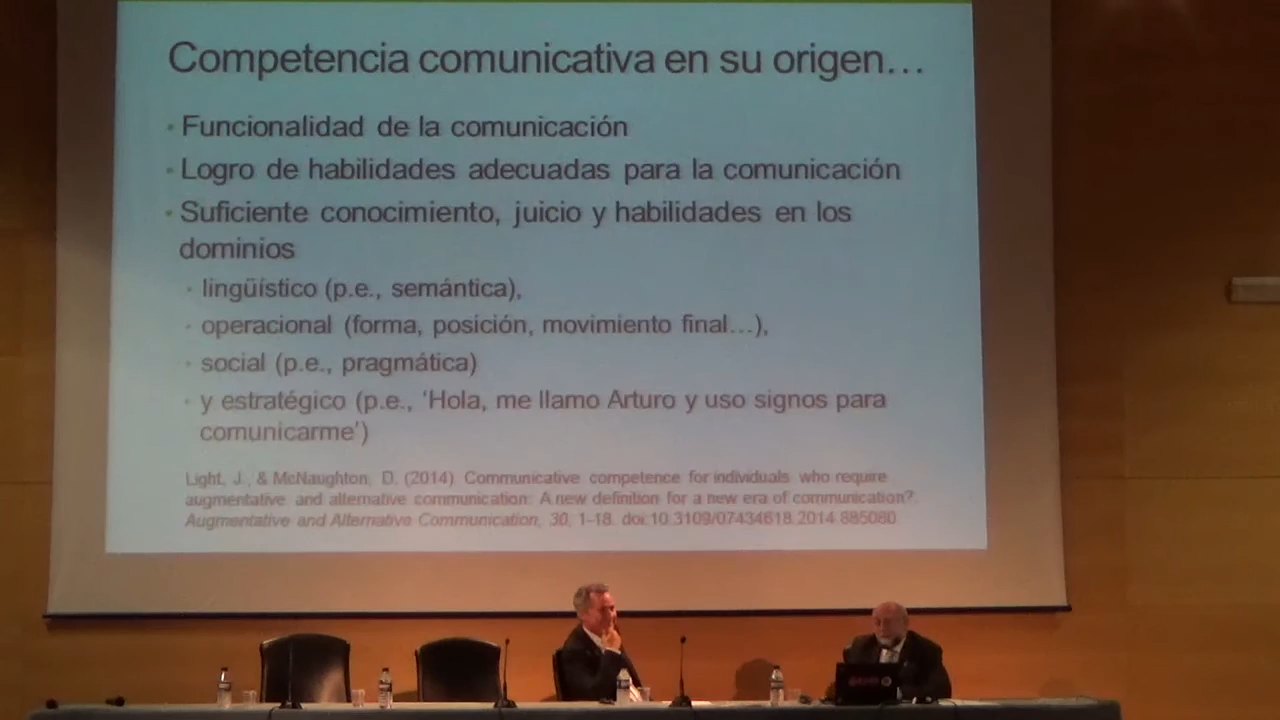 Competencia comunicativa en su origen…
Funcionalidad de la comunicación
Logro de habilidades adecuadas para la comunicación
Suficiente conocimiento, juicio y habilidades en los
dominios
lingüístico (p.e., semántica),
operacional (forma, posición, movimiento final…),
social (p.e., pragmática)
y estratégico (p.e., ‘Hola, me llamo Arturo y uso signos para
comunicarme’)
Light, J., & McNaughton, D. (2014). Communicative competence for individuals who require
augmentative and alternative communication: A new definition for a new era of communication?.
Augmentative and Alternative Communication, 30, 1-18. doi:10.3109/07434618.2014.885080